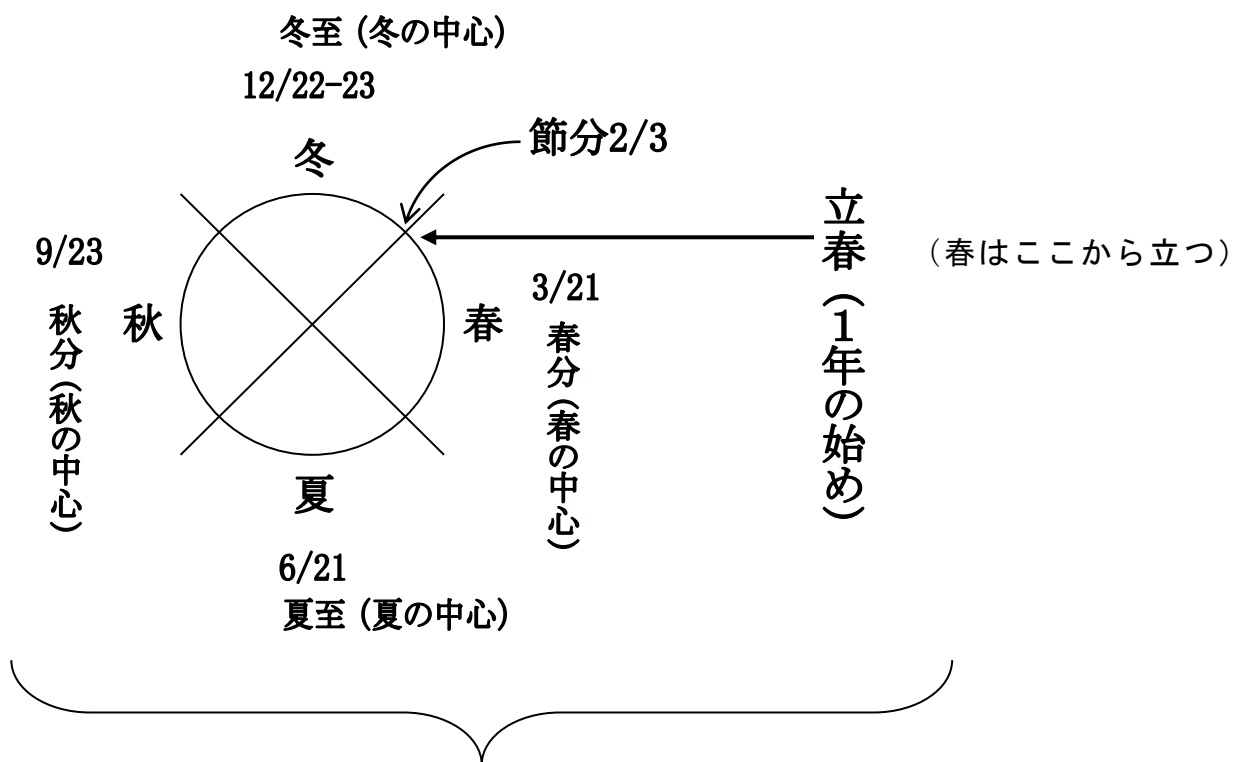 冬至（冬の中心）
12/22-23
冬
節分2/3
立春（１年の始め）
（春はここから立つ）
9/23
秋分（秋の中心）
秋
春
3/21
春分（春の中心）
夏
6/21
夏至（夏の中心）